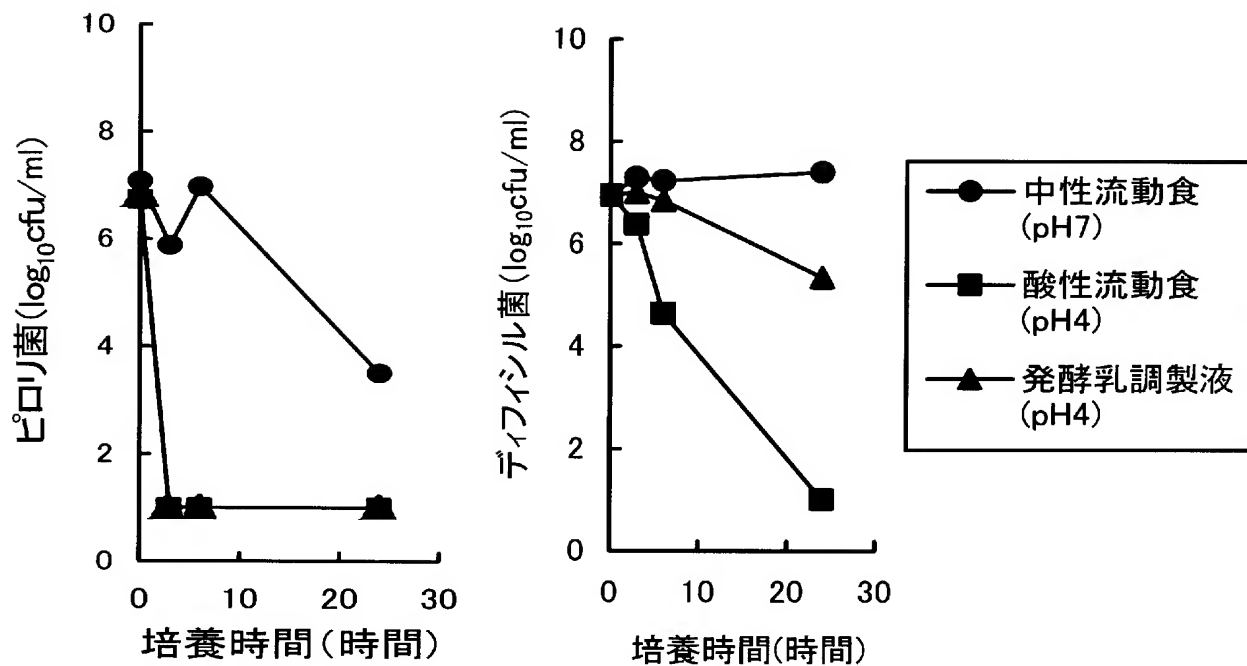 ピロリ菌(log₁₀cfu/ml)
10
8
6
4
2
0
0 10 20 30
培養時間(時間)
ディフィシル菌(log₁₀cfu/ml)
10
8
6
4
2
0
0 10 20 30
培養時間(時間)
中性流動食
(pH7)
酸性流動食
(pH4)
発酵乳調製液
(pH4)